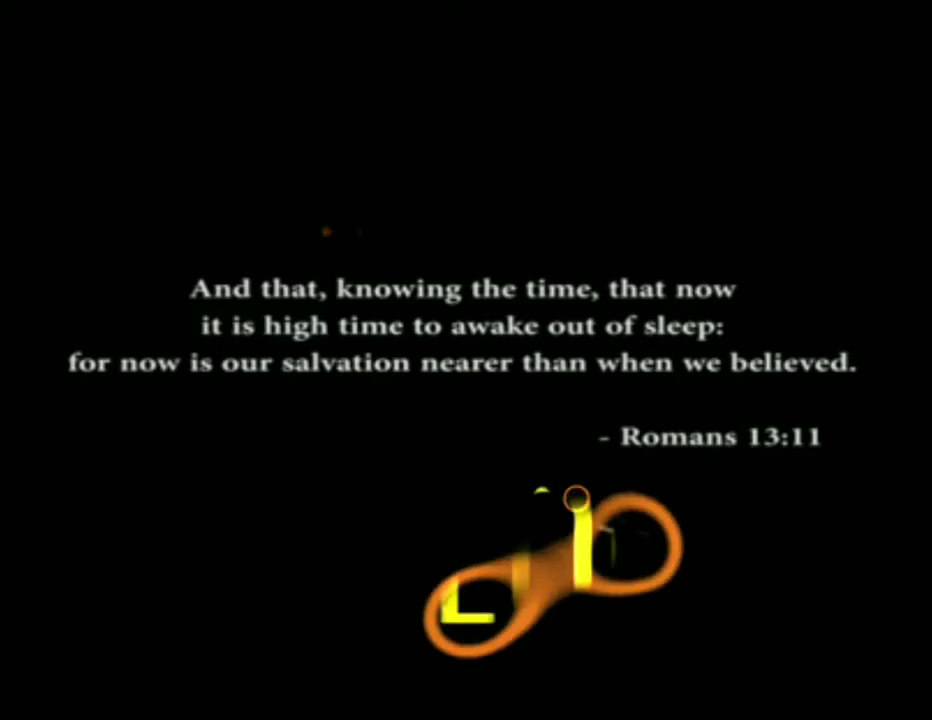 And that, knowing the time, that now
it is high time to awake out of sleep:
for now is our salvation nearer than when we believed.
- Romans 13:11